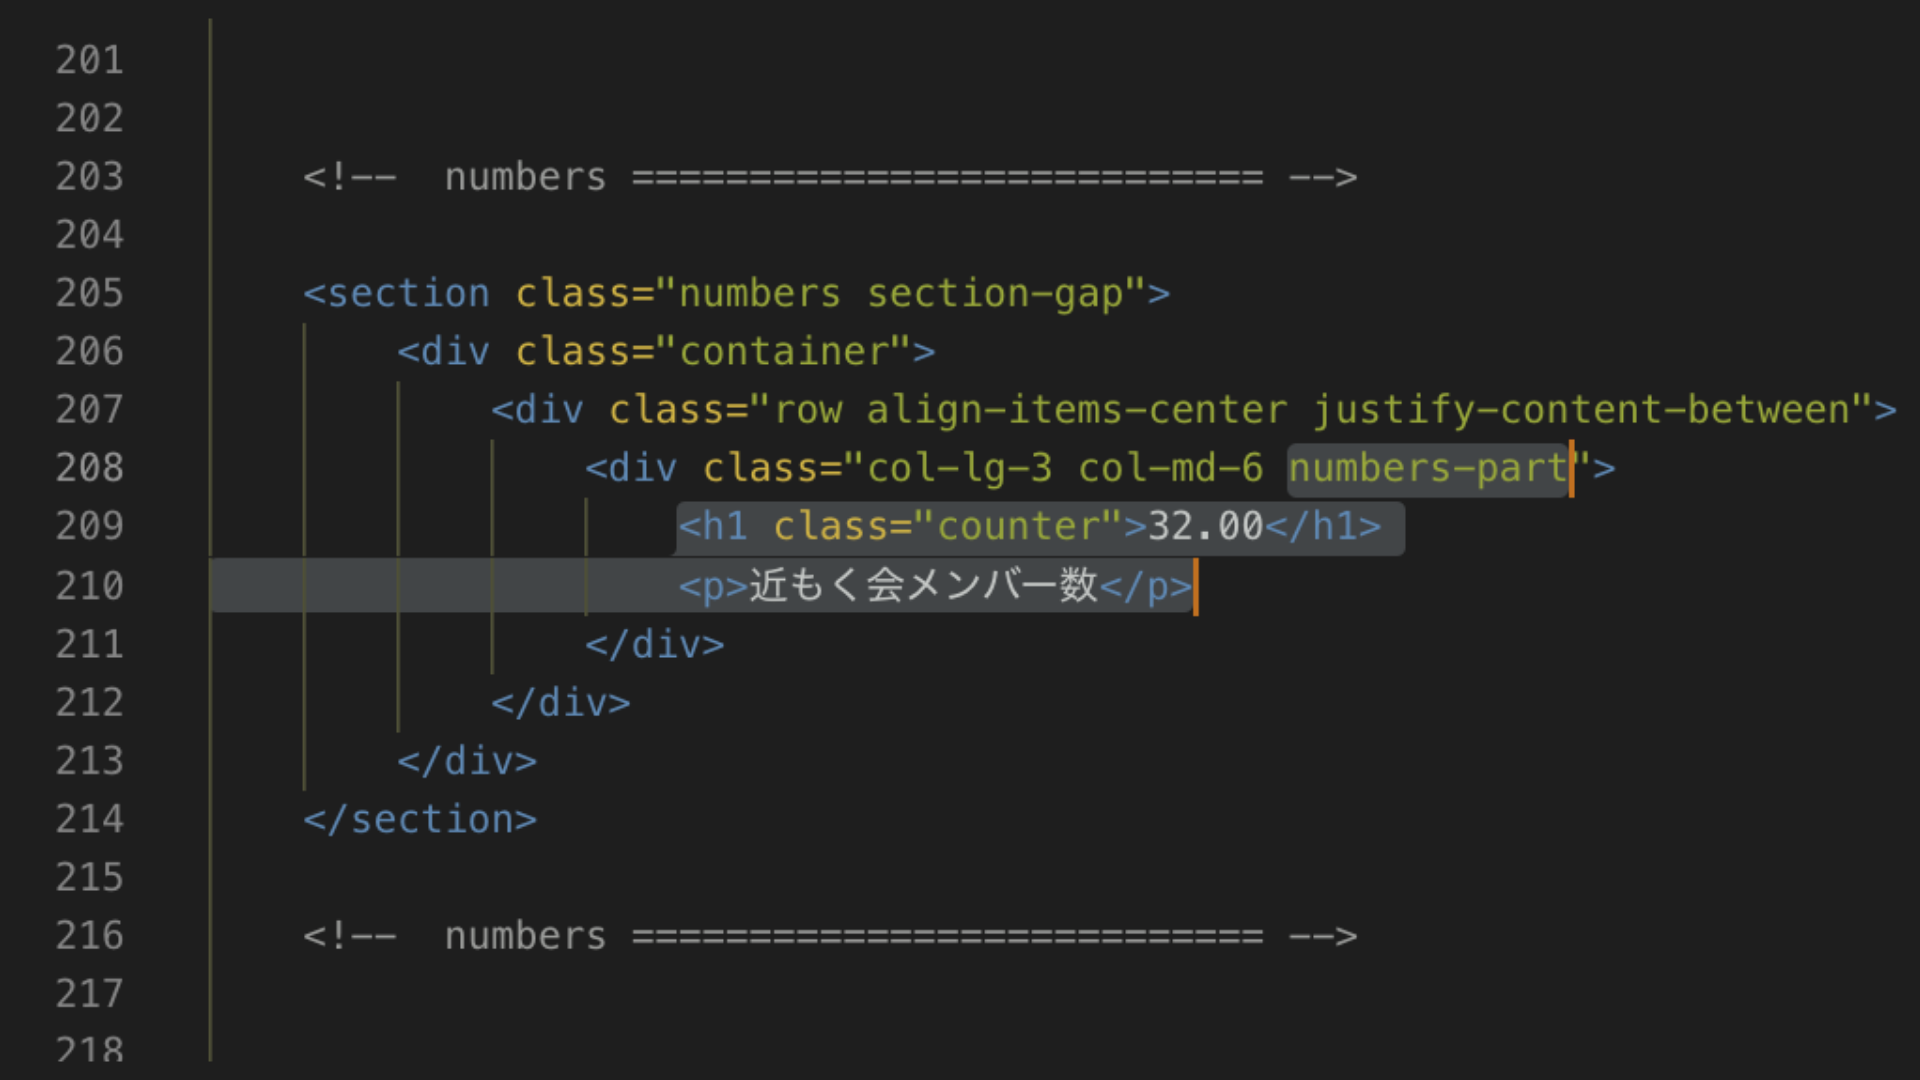 201
202
203 <!--  numbers =========================== -->
204
205 <section class="numbers section-gap">
206 <div class="container">
207 <div class="row align-items-center justify-content-between">
208 <div class="col-lg-3 col-md-6 numbers-part">
209 <h1 class="counter">32.00</h1>
210 <p>近もく会メンバー数</p>
211 </div>
212 </div>
213 </div>
214 </section>
215
216 <!--  numbers =========================== -->
217
218